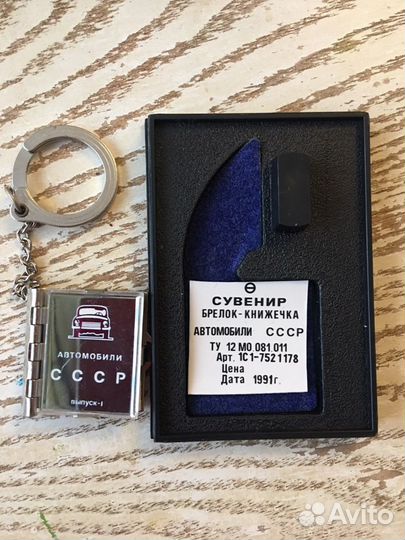 АВТОМОБИЛИ
СССР
ВЫПУСК-I
СУВЕНИР
БРЕЛОК-КНИЖЕЧКА
АВТОМОБИЛИ СССР
ТУ 12 МО.081.011
Арт. 1С1-7521178
Цена
Дата 1991г.
Avito